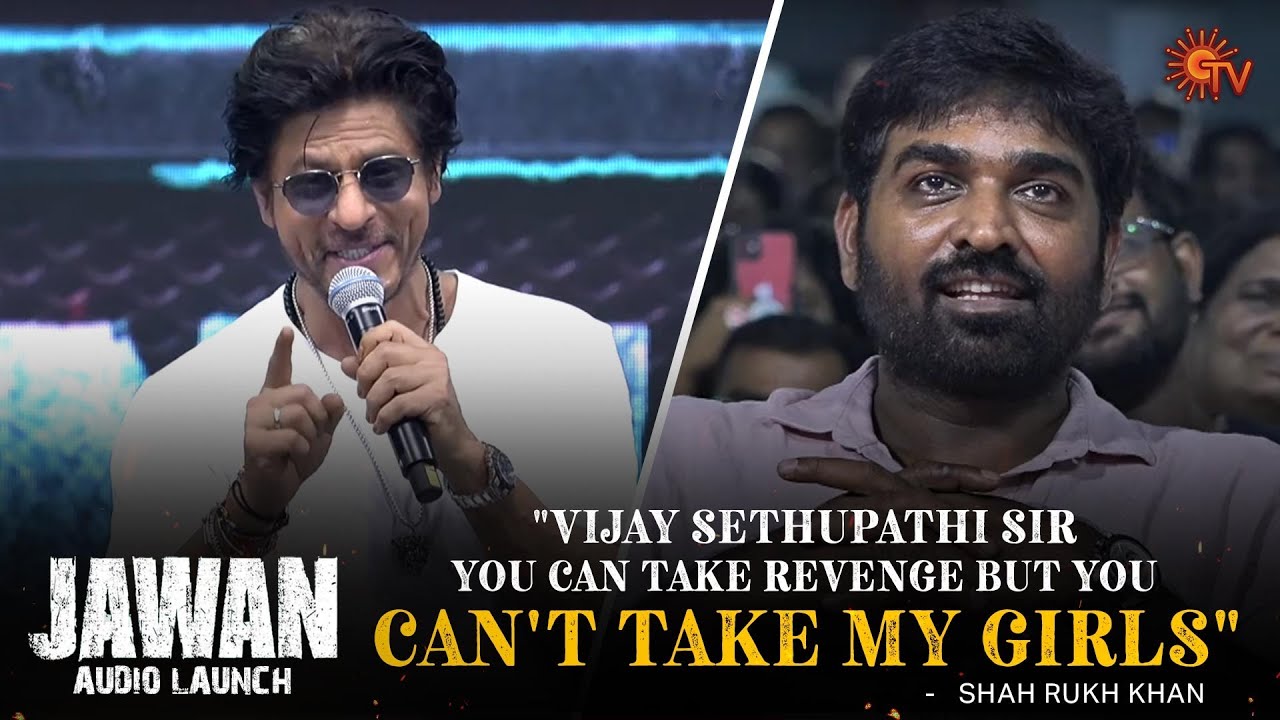 TV
"VIJAY SETHUPATHI SIR
YOU CAN TAKE REVENGE BUT YOU
CAN'T TAKE MY GIRLS"
- SHAH RUKH KHAN
JAWAN
AUDIO LAUNCH